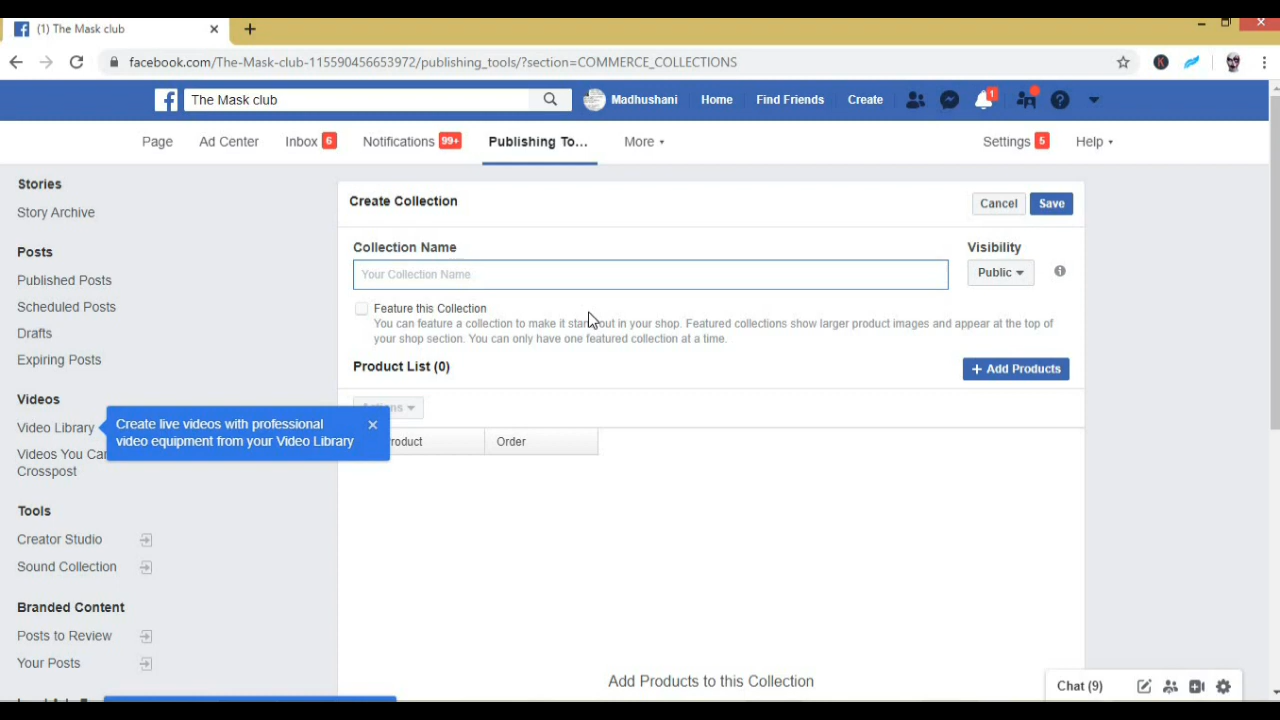 (1) The Mask club
facebook.com/The-Mask-club-115590456653972/publishing_tools/?section=COMMERCE_COLLECTIONS
The Mask club
Madhushani Home Find Friends Create 1
Page Ad Center Inbox 6 Notifications 99+ Publishing To... More Settings 5 Help
Stories
Story Archive
Posts
Published Posts
Scheduled Posts
Drafts
Expiring Posts
Videos
Video Library
Videos You Can
Crosspost
Create live videos with professional
video equipment from your Video Library
Tools
Creator Studio
Sound Collection
Branded Content
Posts to Review
Your Posts
Create Collection
Cancel Save
Collection Name
Visibility
Your Collection Name
Public
Feature this Collection
You can feature a collection to make it stand out in your shop. Featured collections show larger product images and appear at the top of
your shop section. You can only have one featured collection at a time.
Product List (0)
+ Add Products
Actions
Product Order
Add Products to this Collection
Chat (9)